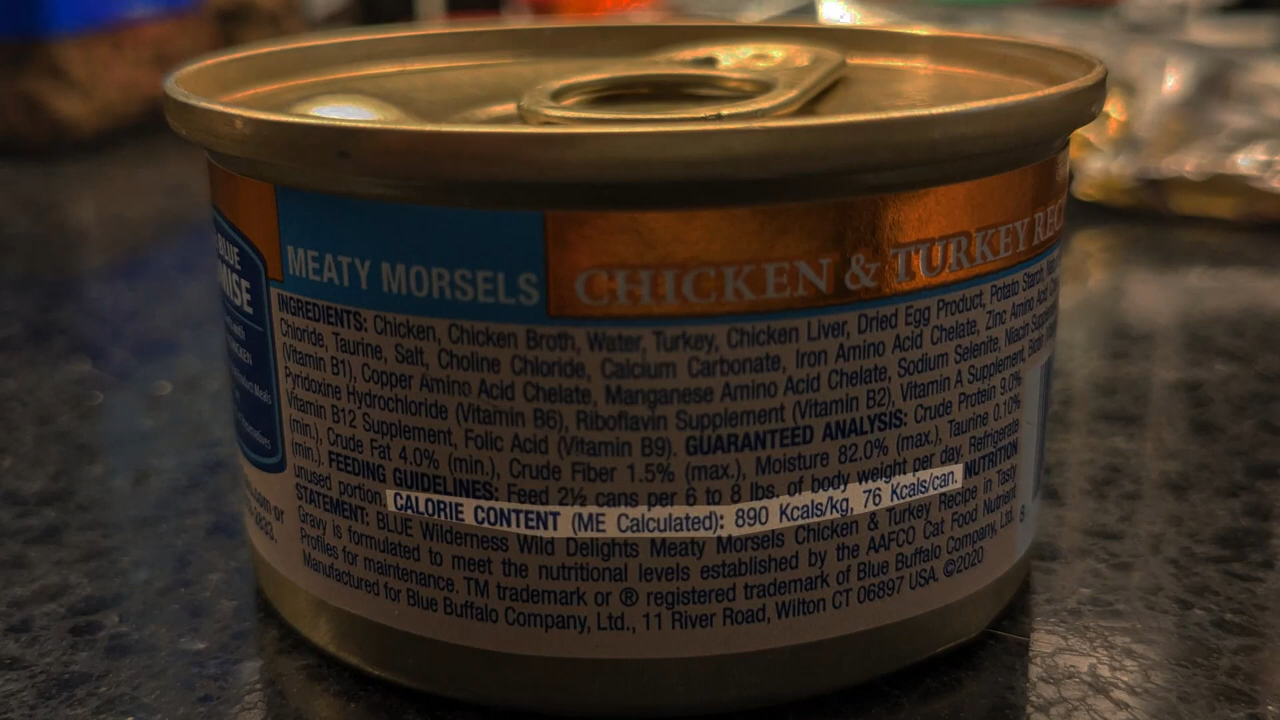 BLUE
MISE
MEATY MORSELS
CHICKEN & TURKEY REC
INGREDIENTS: Chicken, Chicken Broth, Water, Turkey, Chicken Liver, Dried Egg Product, Potato Starch,
Chloride, Taurine, Salt, Choline Chloride, Calcium Carbonate, Iron Amino Acid Chelate, Zinc Amino Acid
(Vitamin B1), Copper Amino Acid Chelate, Manganese Amino Acid Chelate, Sodium Selenite, Niacin
Pyridoxine Hydrochloride (Vitamin B6), Riboflavin Supplement (Vitamin B2), Vitamin A Supplement,
Vitamin B12 Supplement, Folic Acid (Vitamin B9). GUARANTEED ANALYSIS: Crude Protein 9.0%
(min.), Crude Fat 4.0% (min.), Crude Fiber 1.5% (max.), Moisture 82.0% (max.), Taurine 0.10%
(min.). FEEDING GUIDELINES: Feed 2½ cans per 6 to 8 lbs. of body weight per day. Refrigerate
unused portion. CALORIE CONTENT (ME Calculated): 890 Kcals/kg, 76 Kcals/can. NUTRITION
STATEMENT: BLUE Wilderness Wild Delights Meaty Morsels Chicken & Turkey Recipe in Tasty
Gravy is formulated to meet the nutritional levels established by the AAFCO Cat Food Nutrient
Profiles for maintenance. TM trademark or ® registered trademark of Blue Buffalo Company, Ltd.
Manufactured for Blue Buffalo Company, Ltd., 11 River Road, Wilton CT 06897 USA. ©2020
8